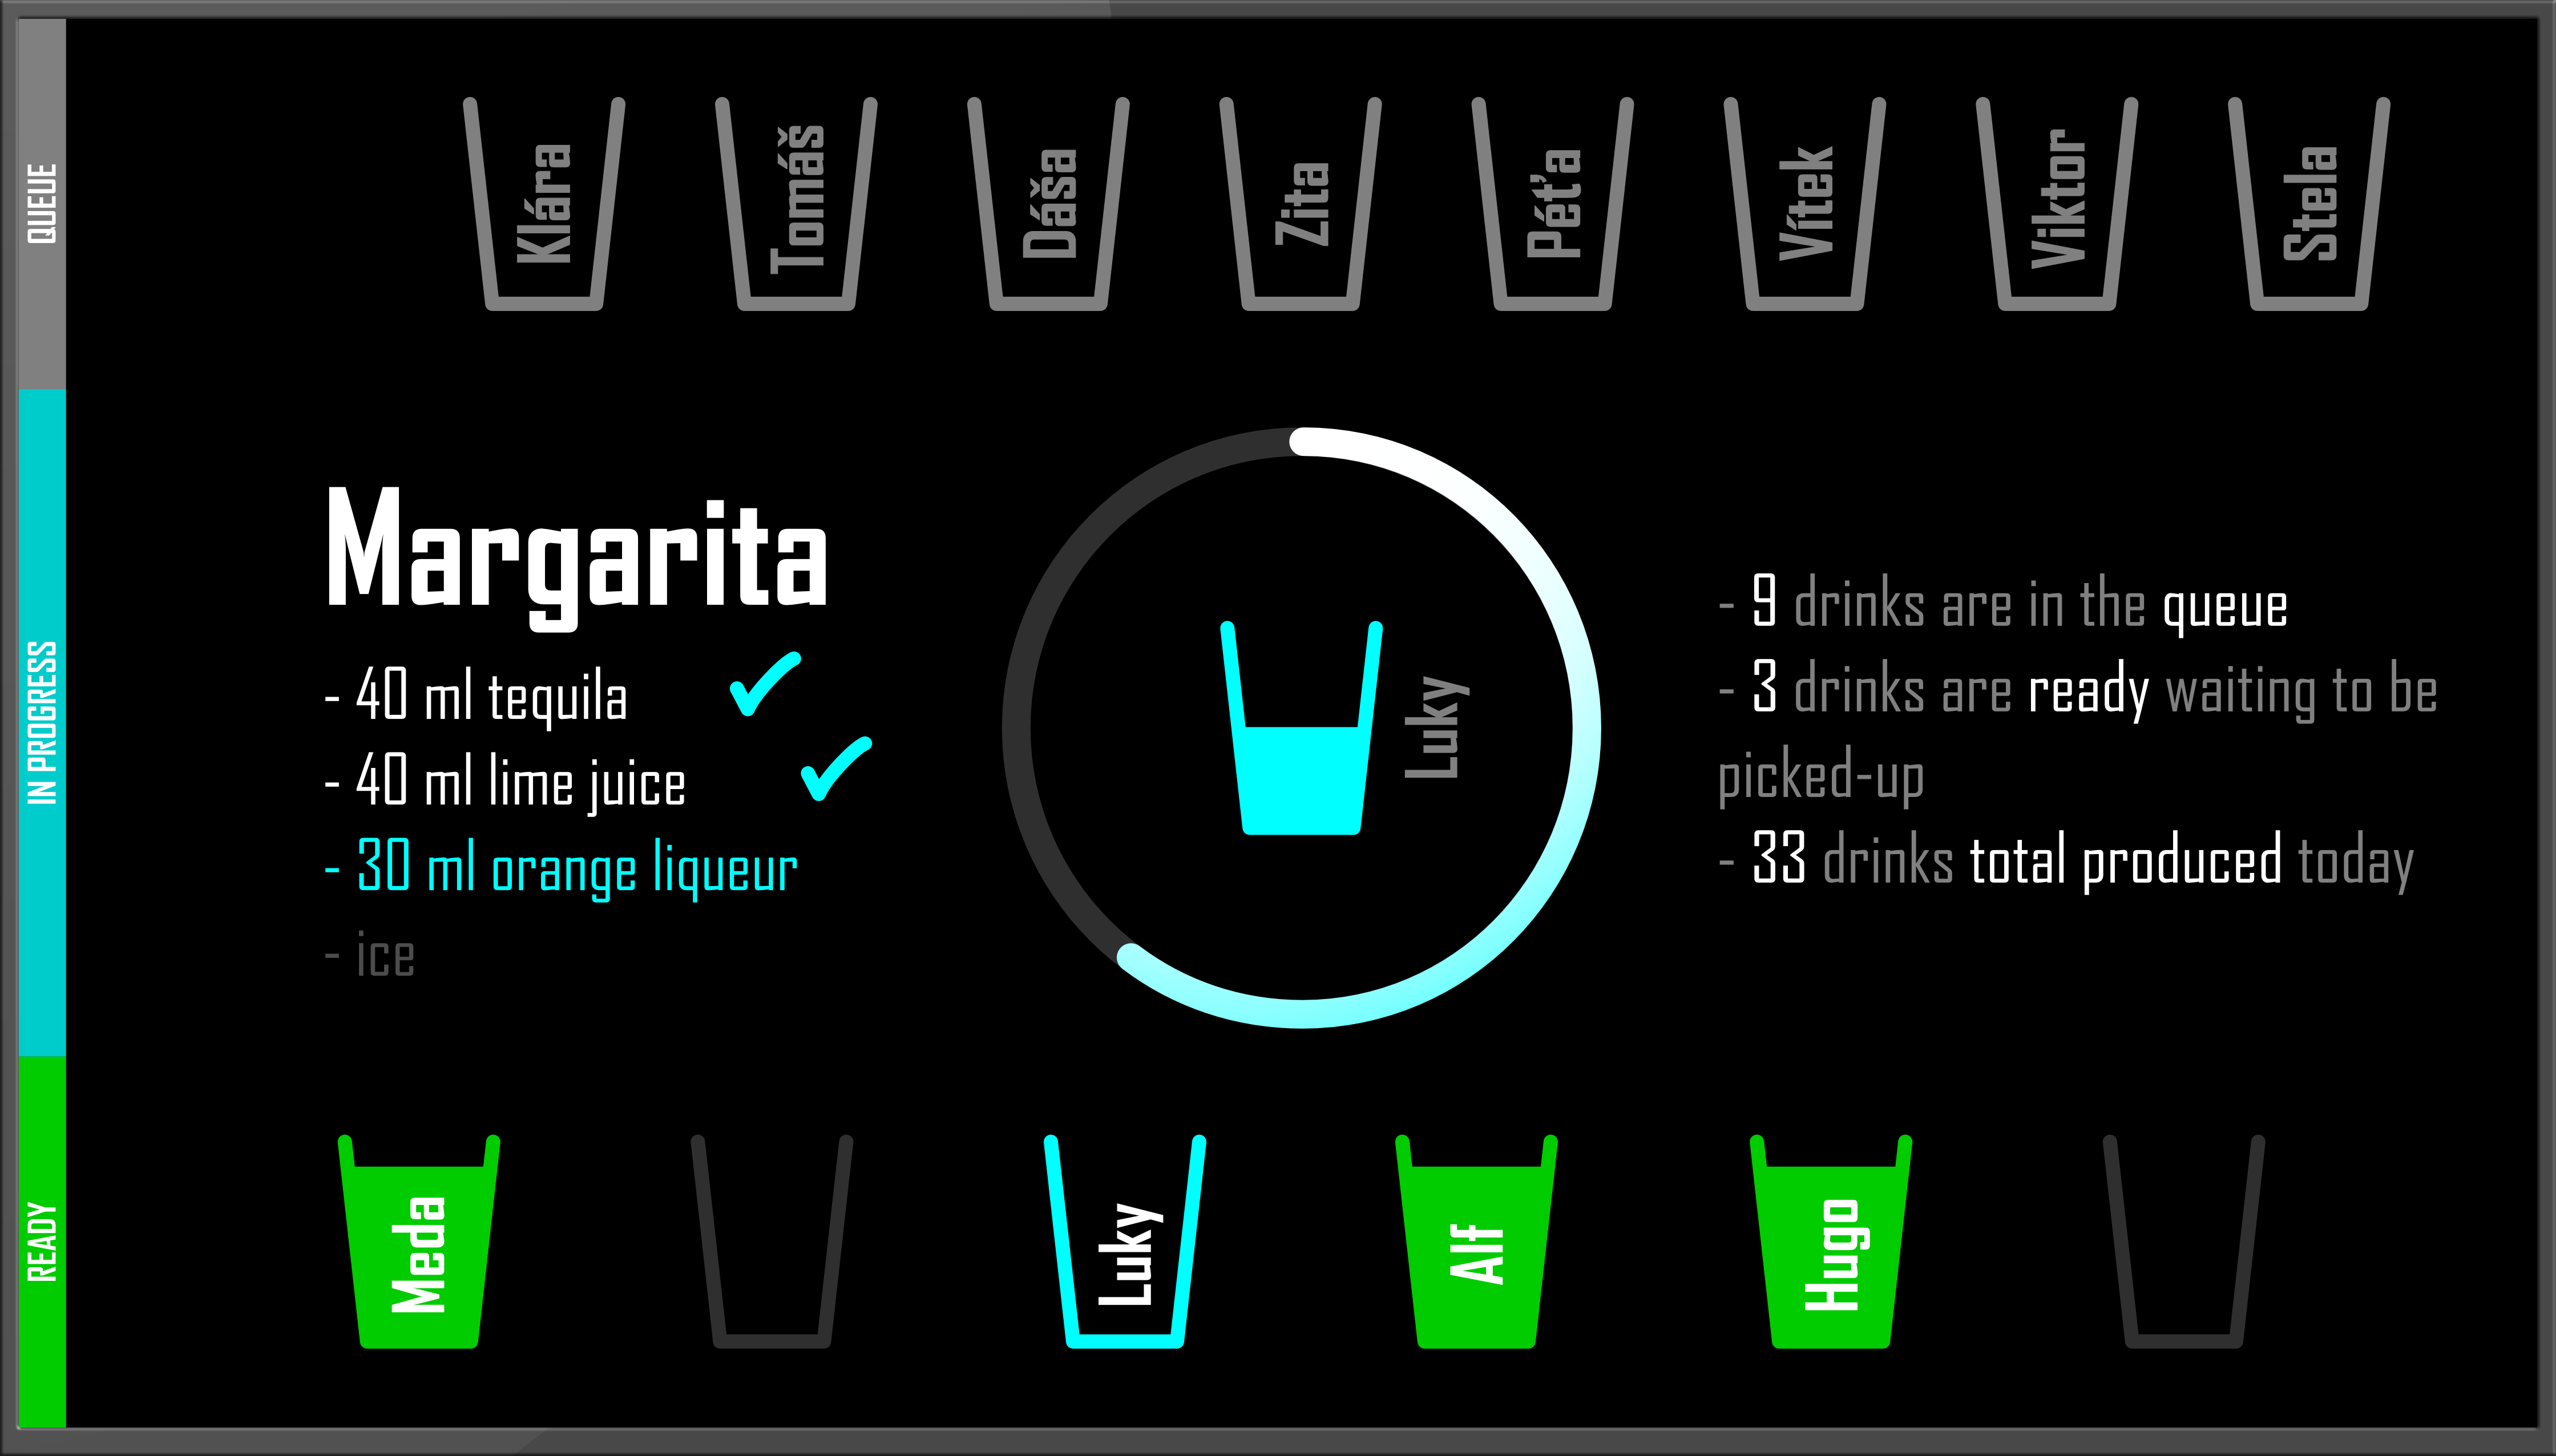 QUEUE
Klára
Tomáš
Dáša
Zita
Péťa
Vítek
Viktor
Stela
IN PROGRESS
Margarita
- 40 ml tequila
- 40 ml lime juice
- 30 ml orange liqueur
- ice
Luky
- 9 drinks are in the queue
- 3 drinks are ready waiting to be
picked-up
- 33 drinks total produced today
READY
Meda
Luky
Alf
Hugo